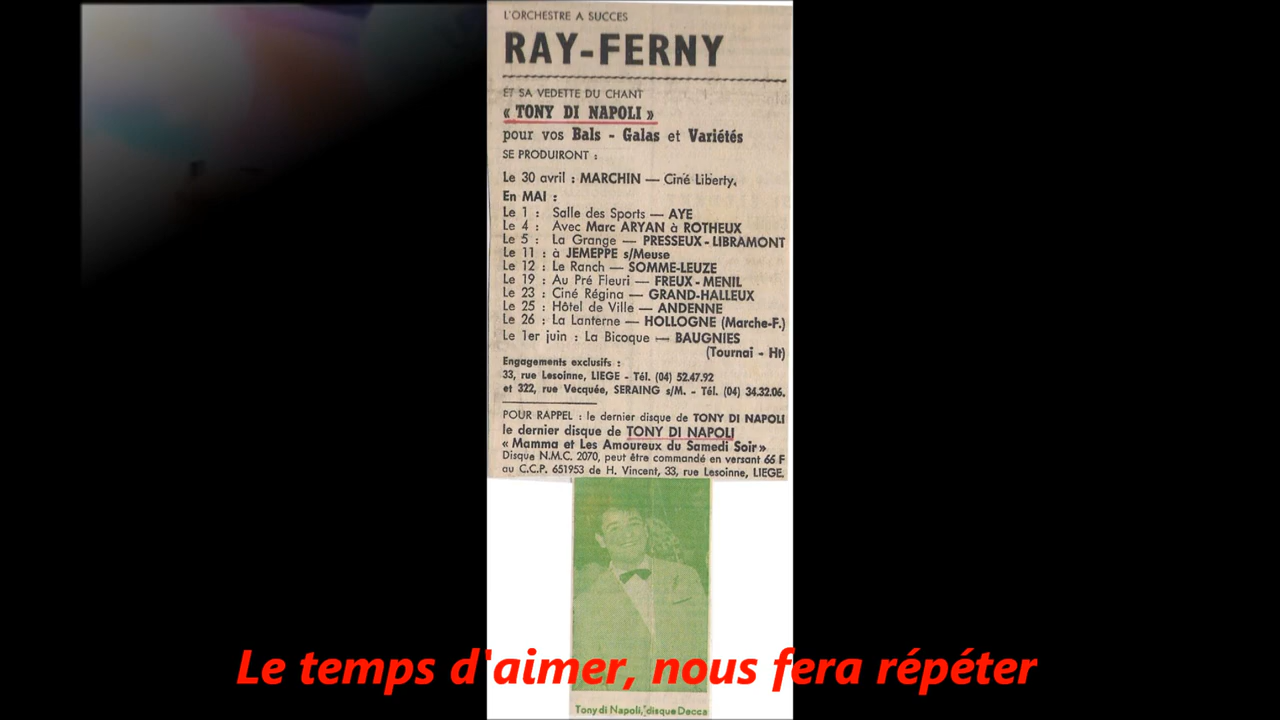 L'ORCHESTRE A SUCCES
RAY-FERNY
ET SA VEDETTE DU CHANT
« TONY DI NAPOLI »
pour vos Bals - Galas et Variétés
SE PRODUIRONT :
Le 30 avril : MARCHIN — Ciné Liberty.
En MAI :
Le 1 : Salle des Sports — AYE
Le 4 : Avec Marc ARYAN à ROTHEUX
Le 5 : La Grange — PRESSEUX - LIBRAMONT
Le 11 : à JEMEPPE s/Meuse
Le 12 : Le Ranch — SOMME-LEUZE
Le 19 : Au Pré Fleuri — FREUX - MENIL
Le 23 : Ciné Régina — GRAND-HALLEUX
Le 25 : Hôtel de Ville — ANDENNE
Le 26 : La Lanterne — HOLLOGNE (Marche-F.)
Le 1er juin : La Bicoque — BAUGNIES
(Tournai - Ht)
Engagements exclusifs :
33, rue Lesoinne, LIEGE - Tél. (04) 52.47.92
et 322, rue Vecquée, SERAING s/M. - Tél. (04) 34.32.06.
POUR RAPPEL : le dernier disque de TONY DI NAPOLI
le dernier disque de TONY DI NAPOLI
« Mamma et Les Amoureux du Samedi Soir »
Disque N.M.C. 2070, peut être commandé en versant 66 F
au C.C.P. 651953 de H. Vincent, 33, rue Lesoinne, LIEGE.
Le temps d'aimer, nous fera répéter
Tony di Napoli, disque Decca